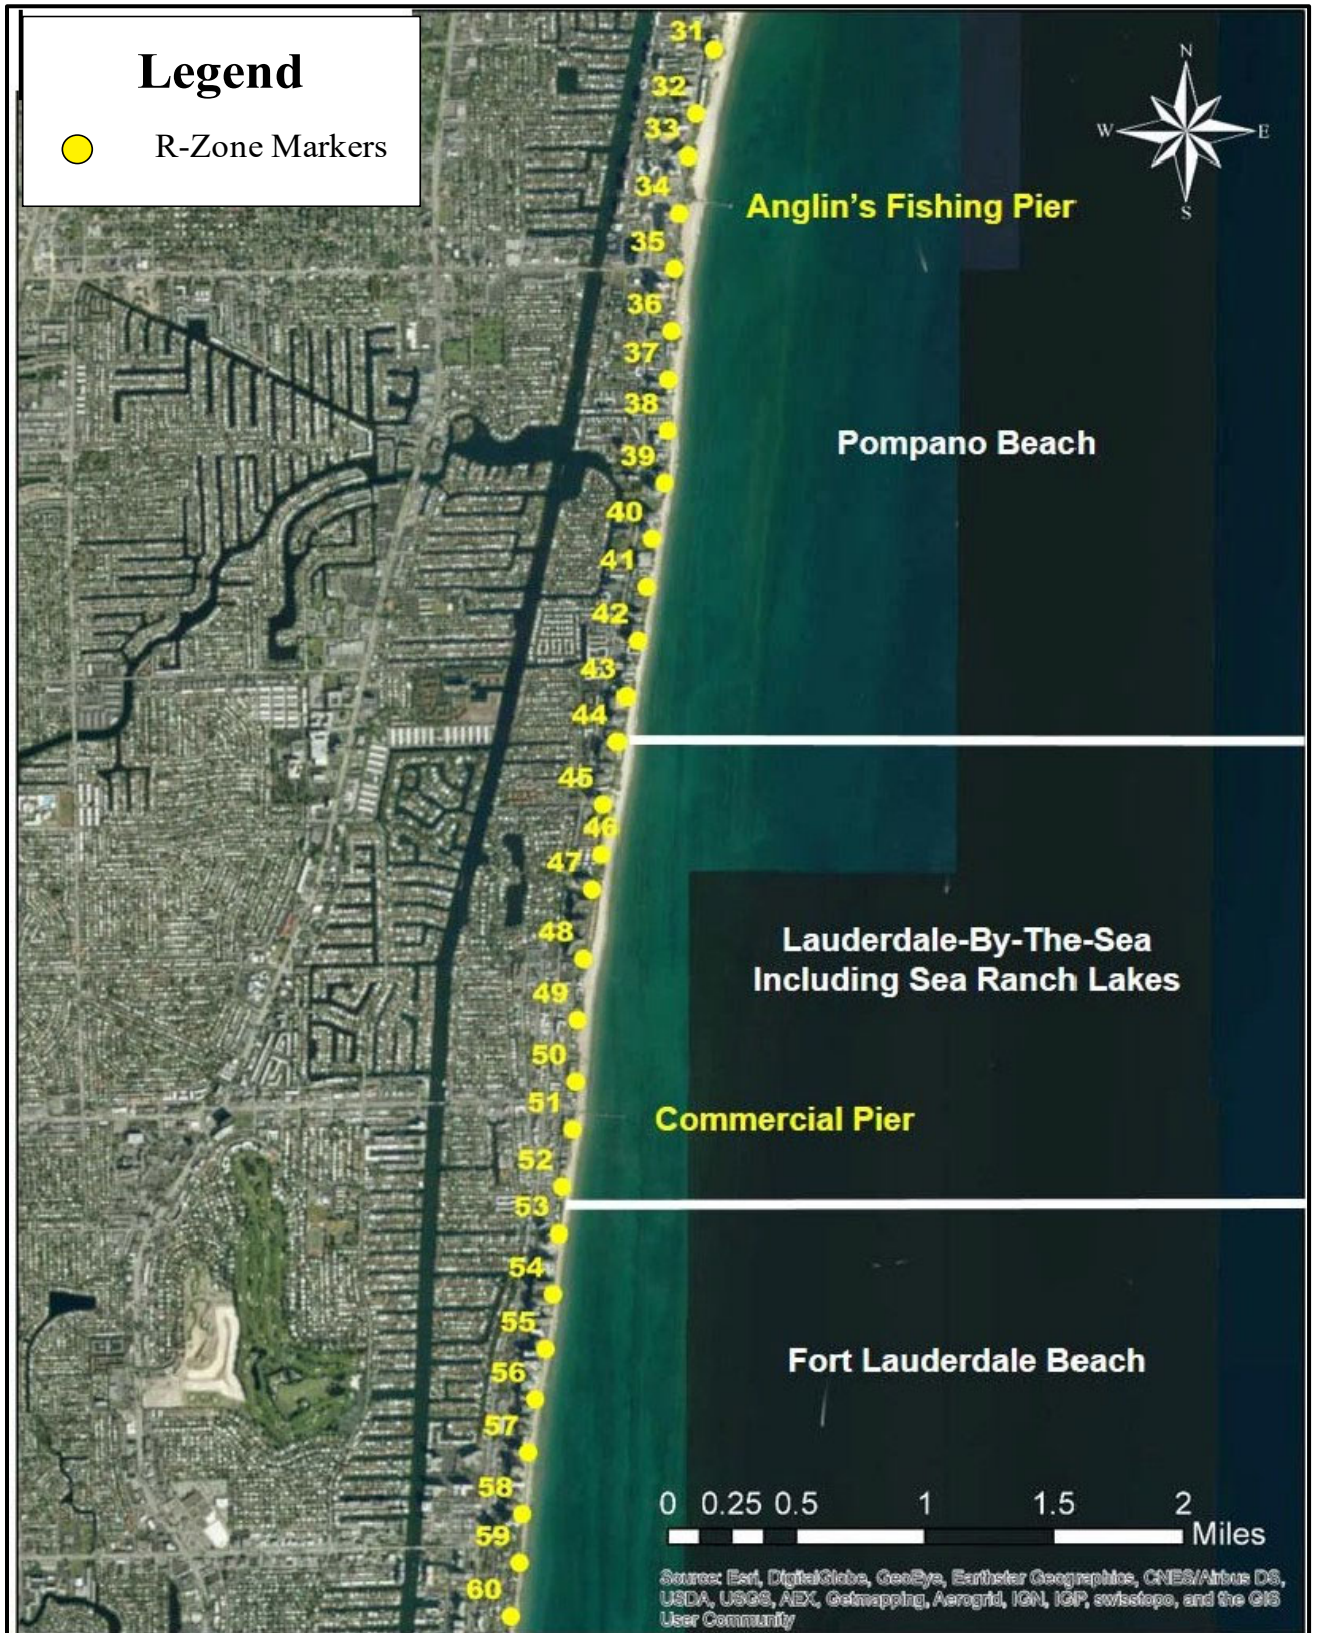 Legend
R-Zone Markers
N
W
E
S
31
32
33
34
Anglin’s Fishing Pier
35
36
37
38
Pompano Beach
39
40
41
42
43
44
45
46
47
48
Lauderdale-By-The-Sea
Including Sea Ranch Lakes
49
50
51
Commercial Pier
52
53
54
55
Fort Lauderdale Beach
56
57
58
59
60
0 0.25 0.5 1 1.5 2
Miles
Source: Esri, DigitalGlobe, GeoEye, Earthstar Geographics, CNES/Airbus DS,
USDA, USGS, AEX, Getmapping, Aerogrid, IGN, IGP, swisstopo, and the GIS
User Community